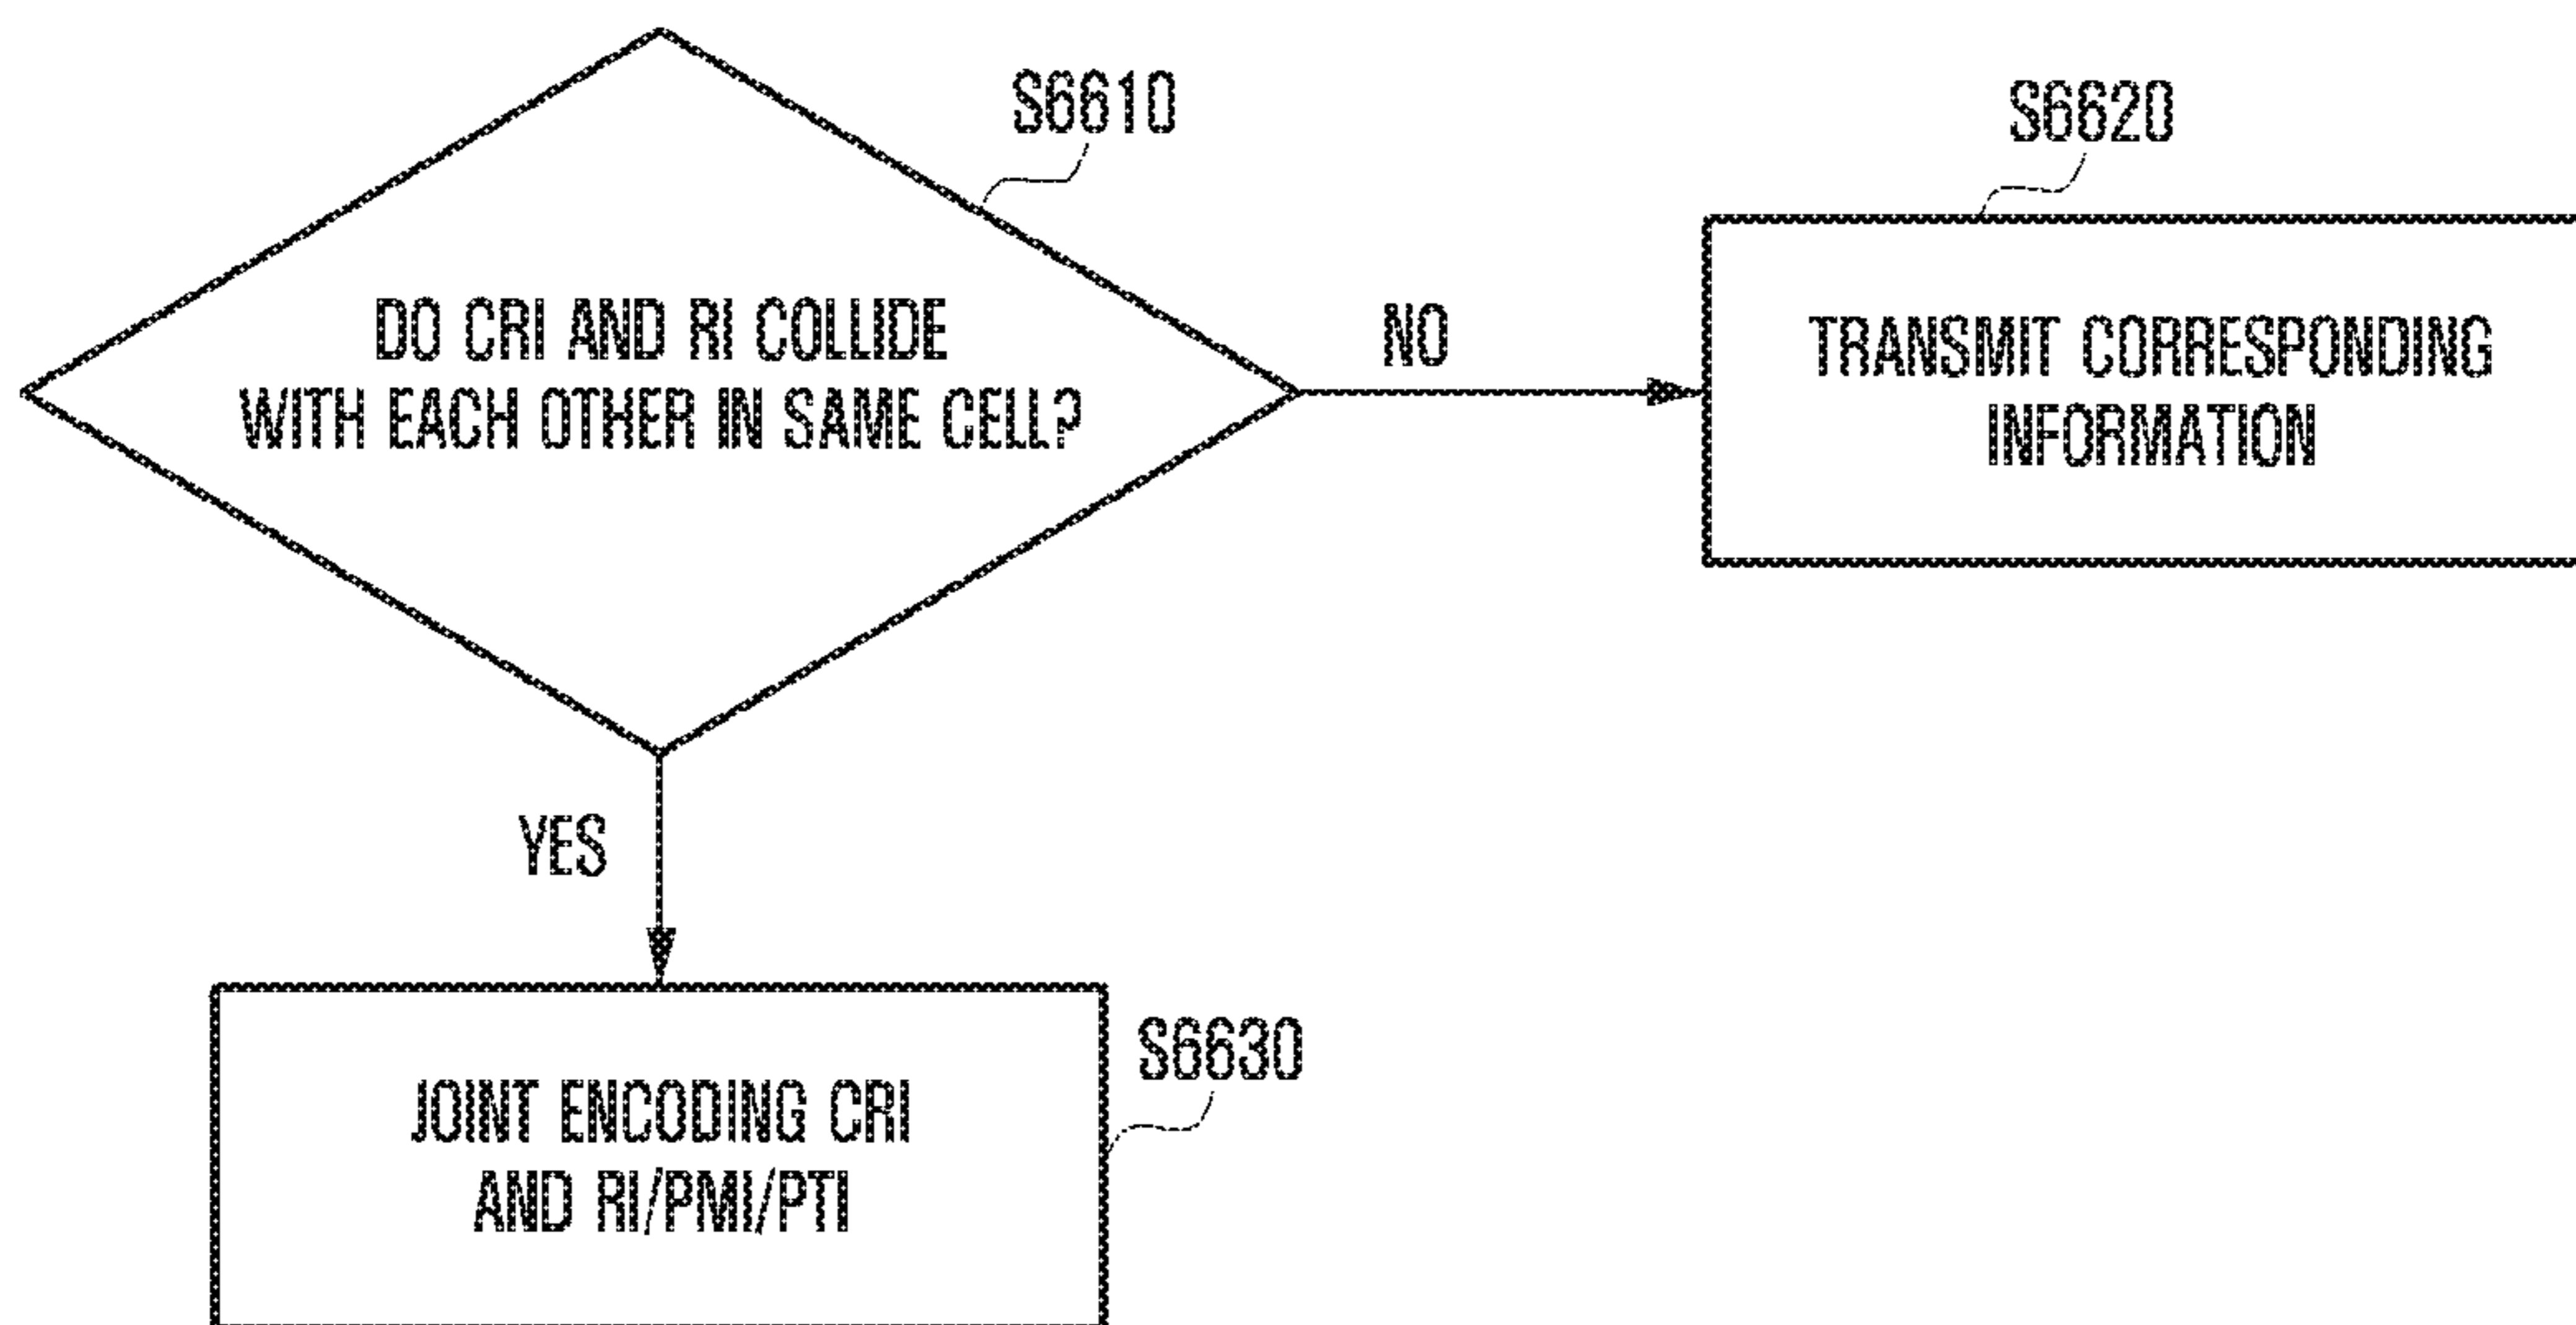 S6610
S6620
DO CRI AND RI COLLIDE
WITH EACH OTHER IN SAME CELL?
NO
TRANSMIT CORRESPONDING
INFORMATION
YES
S6630
JOINT ENCODING CRI
AND RI/PMI/PTI